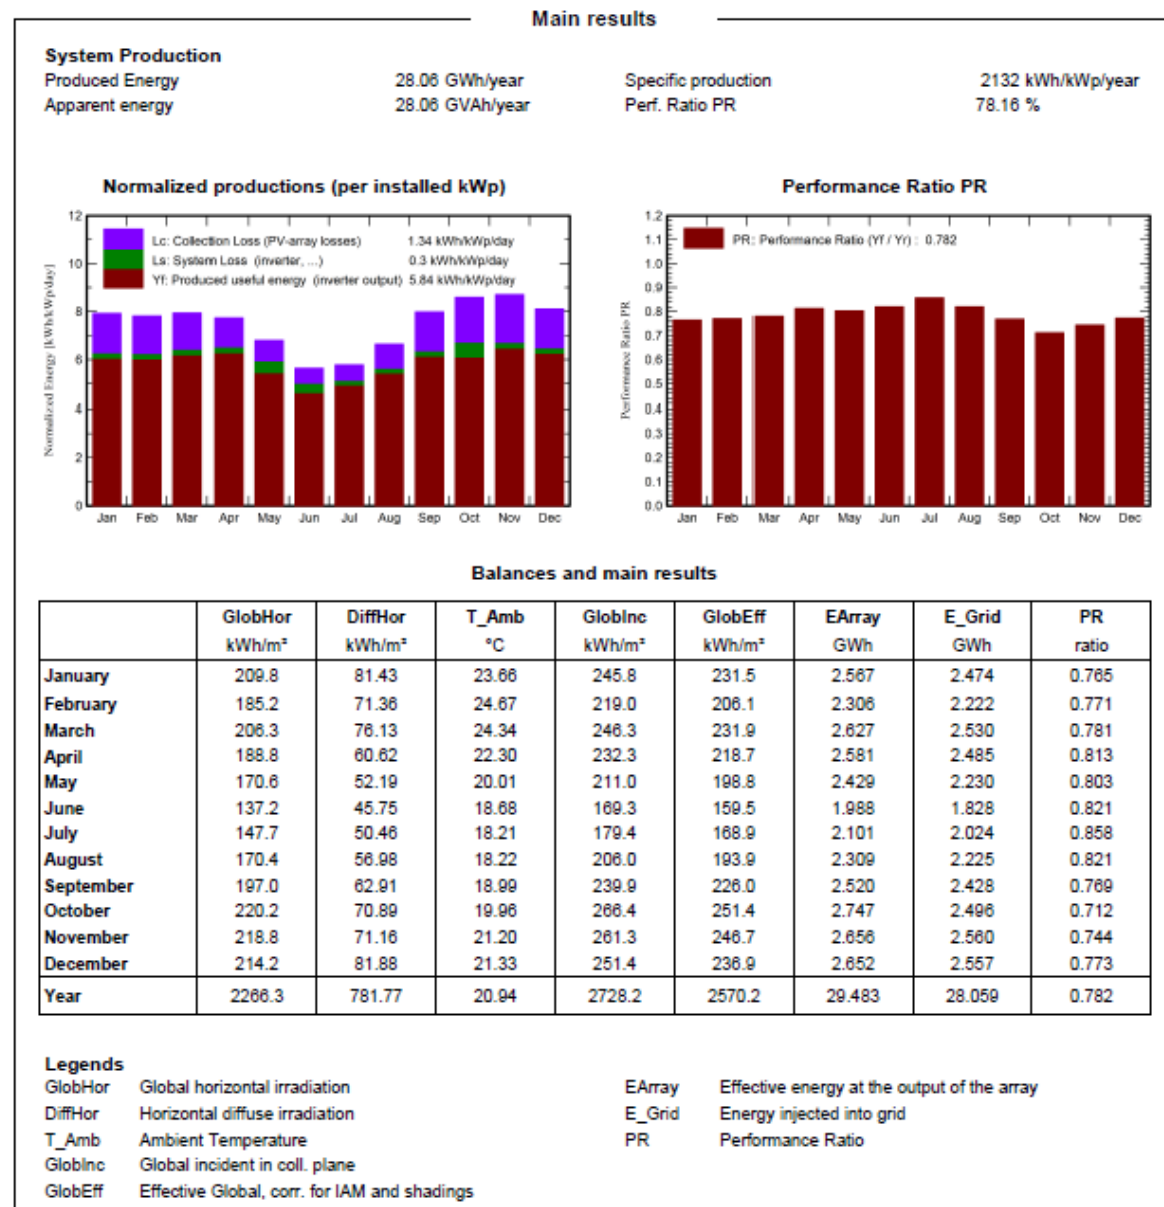 Main results
System Production
Produced Energy 28.06 GWh/year Specific production 2132 kWh/kWp/year
Apparent energy 28.06 GVAh/year Perf. Ratio PR 78.16 %
Normalized productions (per installed kWp)
12
Lc: Collection Loss (PV-array losses) 1.34 kWh/kWp/day
Ls: System Loss (inverter, ...) 0.3 kWh/kWp/day
Yf: Produced useful energy (inverter output) 5.84 kWh/kWp/day
10
8
6
4
2
0
Normalized Energy [kWh/kWp/day]
Jan Feb Mar Apr May Jun Jul Aug Sep Oct Nov Dec
Performance Ratio PR
1.2
PR: Performance Ratio (Yf / Yr) : 0.782
1.1
1.0
0.9
0.8
0.7
0.6
0.5
0.4
0.3
0.2
0.1
0.0
Performance Ratio PR
Jan Feb Mar Apr May Jun Jul Aug Sep Oct Nov Dec
Balances and main results
GlobHor DiffHor T_Amb GlobInc GlobEff EArray E_Grid PR
kWh/m² kWh/m² °C kWh/m² kWh/m² GWh GWh ratio
January 209.8 81.43 23.66 245.8 231.5 2.567 2.474 0.765
February 185.2 71.36 24.67 219.0 206.1 2.306 2.222 0.771
March 206.3 76.13 24.34 246.3 231.9 2.627 2.530 0.781
April 188.8 60.62 22.30 232.3 218.7 2.581 2.485 0.813
May 170.6 52.19 20.01 211.0 198.8 2.429 2.230 0.803
June 137.2 45.75 18.68 169.3 159.5 1.988 1.828 0.821
July 147.7 50.46 18.21 179.4 168.9 2.101 2.024 0.858
August 170.4 56.98 18.22 206.0 193.9 2.309 2.225 0.821
September 197.0 62.91 18.99 239.9 226.0 2.520 2.428 0.769
October 220.2 70.89 19.96 266.4 251.4 2.747 2.496 0.712
November 218.8 71.16 21.20 261.3 246.7 2.656 2.560 0.744
December 214.2 81.88 21.33 251.4 236.9 2.652 2.557 0.773
Year 2266.3 781.77 20.94 2728.2 2570.2 29.483 28.059 0.782
Legends
GlobHor Global horizontal irradiation EArray Effective energy at the output of the array
DiffHor Horizontal diffuse irradiation E_Grid Energy injected into grid
T_Amb Ambient Temperature PR Performance Ratio
GlobInc Global incident in coll. plane
GlobEff Effective Global, corr. for IAM and shadings